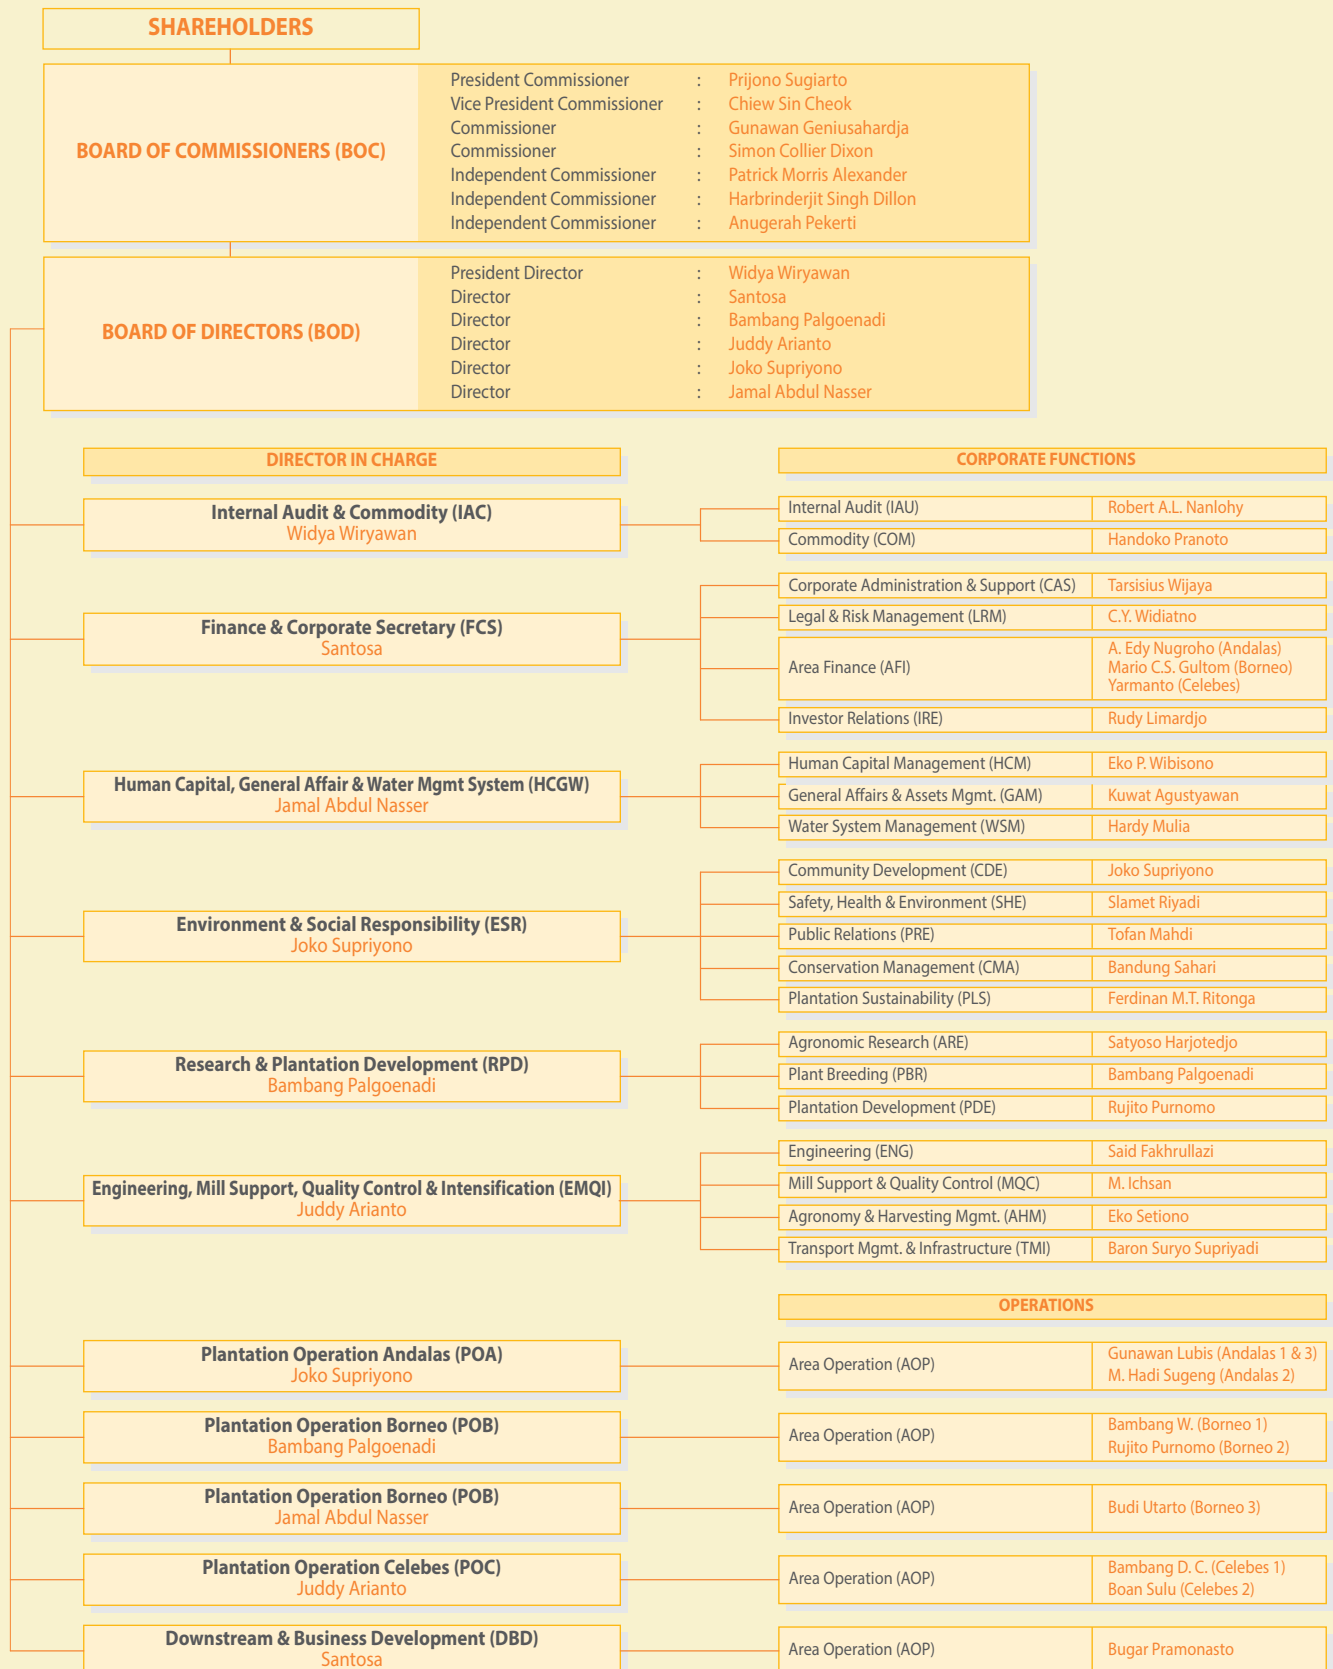 SHAREHOLDERS
BOARD OF COMMISSIONERS (BOC)
President Commissioner : Prijono Sugiarto
Vice President Commissioner : Chiew Sin Cheok
Commissioner : Gunawan Geniusahardja
Commissioner : Simon Collier Dixon
Independent Commissioner : Patrick Morris Alexander
Independent Commissioner : Harbrinderjit Singh Dillon
Independent Commissioner : Anugerah Pekerti
BOARD OF DIRECTORS (BOD)
President Director : Widya Wiryawan
Director : Santosa
Director : Bambang Palgoenadi
Director : Juddy Arianto
Director : Joko Supriyono
Director : Jamal Abdul Nasser
DIRECTOR IN CHARGE
CORPORATE FUNCTIONS
Internal Audit & Commodity (IAC)
Widya Wiryawan
Internal Audit (IAU) Robert A.L. Nanlohy
Commodity (COM) Handoko Pranoto
Finance & Corporate Secretary (FCS)
Santosa
Corporate Administration & Support (CAS) Tarsisius Wijaya
Legal & Risk Management (LRM) C.Y. Widiatno
Area Finance (AFI)
A. Edy Nugroho (Andalas)
Mario C.S. Gultom (Borneo)
Yarmanto (Celebes)
Investor Relations (IRE) Rudy Limardjo
Human Capital, General Affair & Water Mgmt System (HCGW)
Jamal Abdul Nasser
Human Capital Management (HCM) Eko P. Wibisono
General Affairs & Assets Mgmt. (GAM) Kuwat Agustyawan
Water System Management (WSM) Hardy Mulia
Environment & Social Responsibility (ESR)
Joko Supriyono
Community Development (CDE) Joko Supriyono
Safety, Health & Environment (SHE) Slamet Riyadi
Public Relations (PRE) Tofan Mahdi
Conservation Management (CMA) Bandung Sahari
Plantation Sustainability (PLS) Ferdinan M.T. Ritonga
Research & Plantation Development (RPD)
Bambang Palgoenadi
Agronomic Research (ARE) Satyoso Harjotedjo
Plant Breeding (PBR) Bambang Palgoenadi
Plantation Development (PDE) Rujito Purnomo
Engineering, Mill Support, Quality Control & Intensification (EMQI)
Juddy Arianto
Engineering (ENG) Said Fakhrullazi
Mill Support & Quality Control (MQC) M. Ichsan
Agronomy & Harvesting Mgmt. (AHM) Eko Setiono
Transport Mgmt. & Infrastructure (TMI) Baron Suryo Supriyadi
OPERATIONS
Plantation Operation Andalas (POA)
Joko Supriyono
Area Operation (AOP)
Gunawan Lubis (Andalas 1 & 3)
M. Hadi Sugeng (Andalas 2)
Plantation Operation Borneo (POB)
Bambang Palgoenadi
Area Operation (AOP)
Bambang W. (Borneo 1)
Rujito Purnomo (Borneo 2)
Plantation Operation Borneo (POB)
Jamal Abdul Nasser
Area Operation (AOP) Budi Utarto (Borneo 3)
Plantation Operation Celebes (POC)
Juddy Arianto
Area Operation (AOP)
Bambang D. C. (Celebes 1)
Boan Sulu (Celebes 2)
Downstream & Business Development (DBD)
Santosa
Area Operation (AOP) Bugar Pramonasto